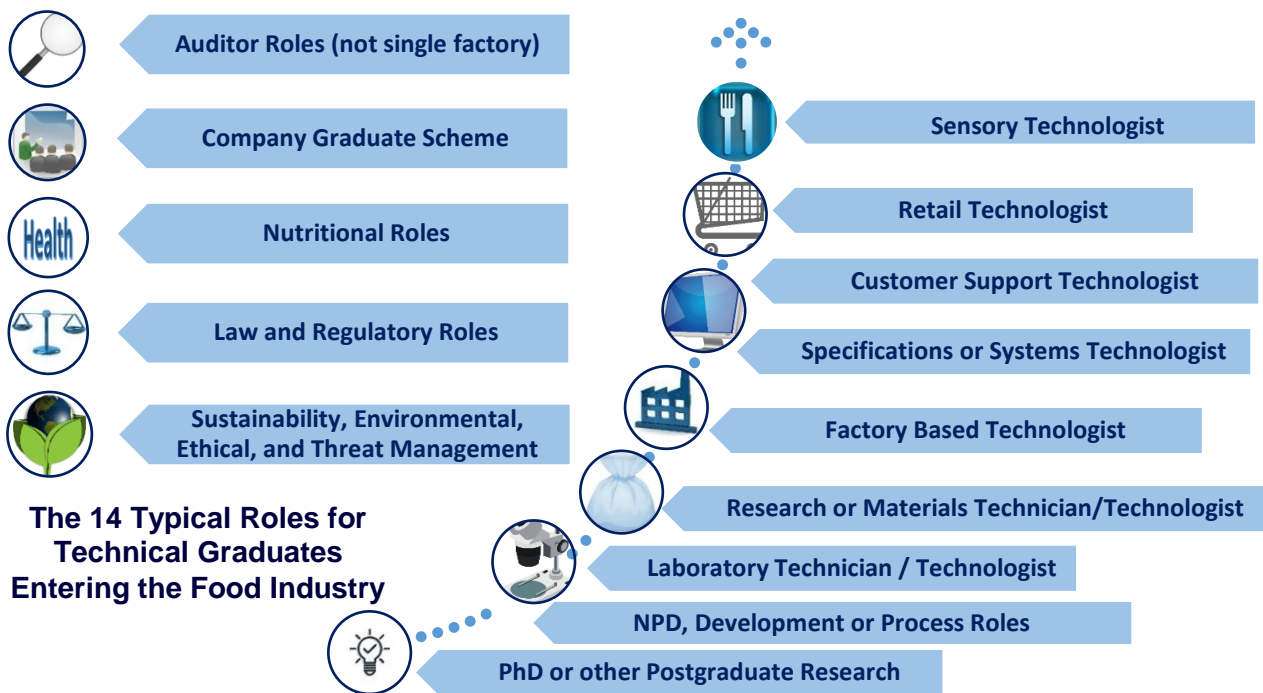 Auditor Roles (not single factory)
Company Graduate Scheme
Health
Nutritional Roles
Law and Regulatory Roles
Sustainability, Environmental,
Ethical, and Threat Management
The 14 Typical Roles for
Technical Graduates
Entering the Food Industry
Sensory Technologist
Retail Technologist
Customer Support Technologist
Specifications or Systems Technologist
Factory Based Technologist
Research or Materials Technician/Technologist
Laboratory Technician / Technologist
NPD, Development or Process Roles
PhD or other Postgraduate Research